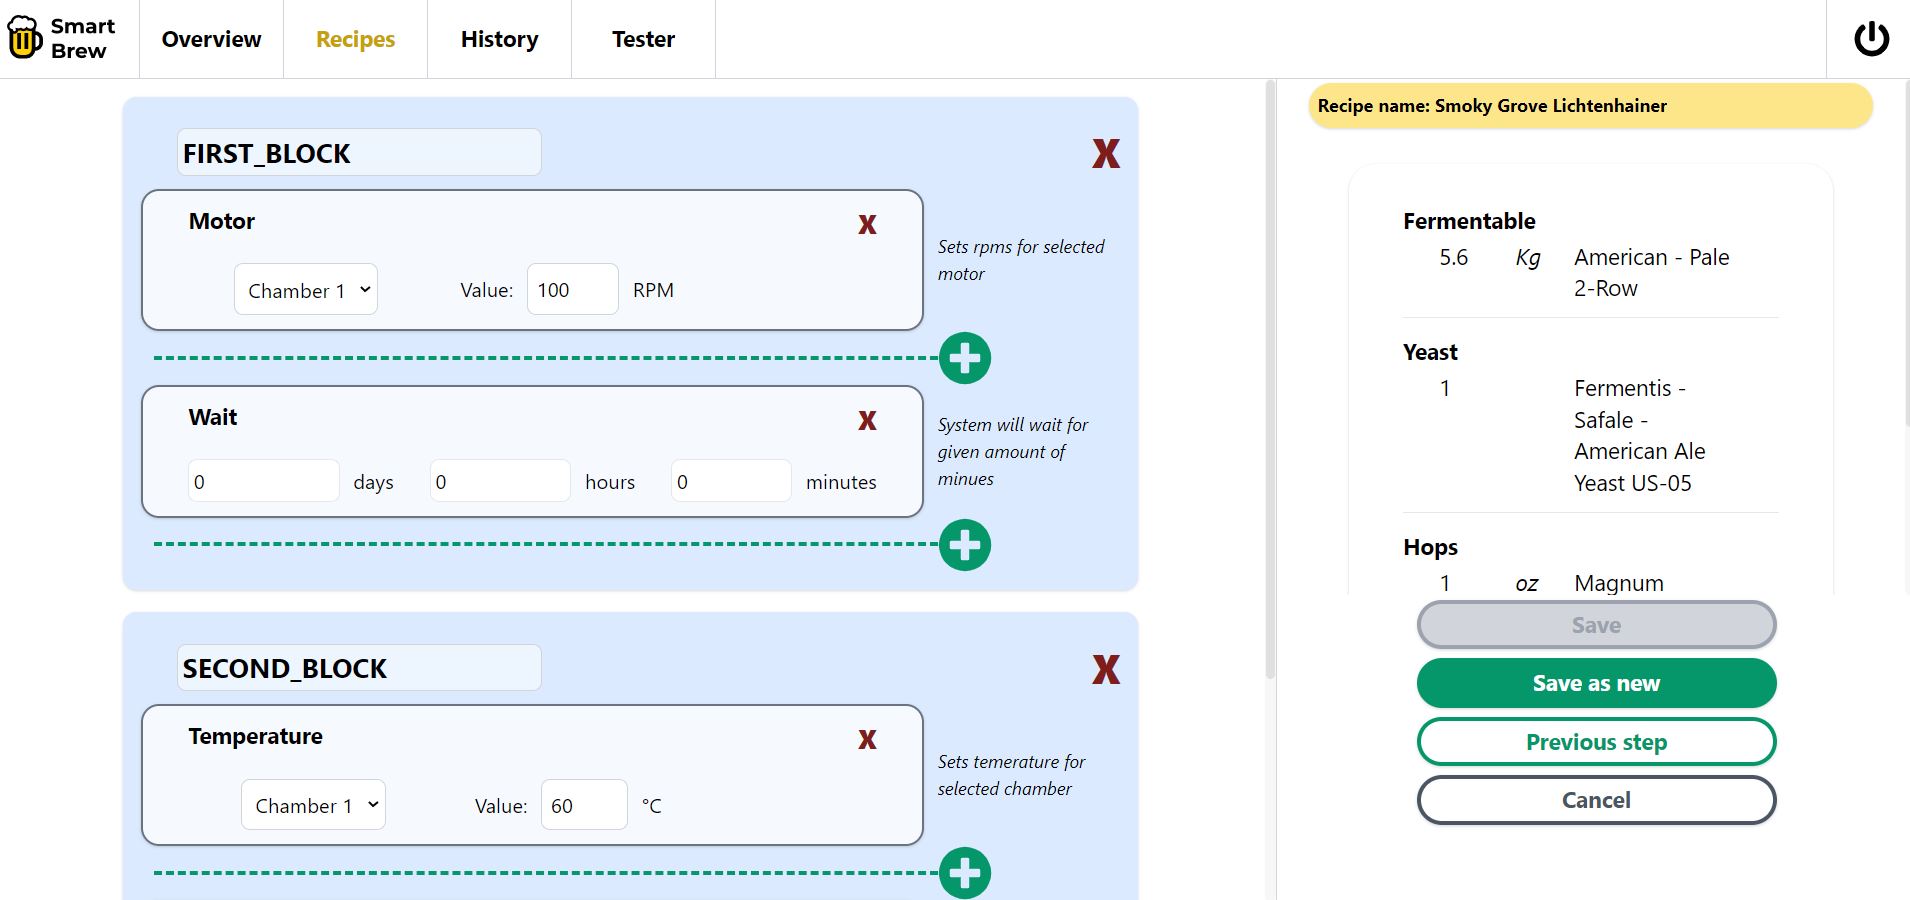 Smart
Brew
Overview
Recipes
History
Tester
FIRST_BLOCK
X
Motor
X
Chamber 1
Value:
100
RPM
Sets rpms for selected
motor
Wait
X
0
days
0
hours
0
minutes
System will wait for
given amount of
minues
SECOND_BLOCK
X
Temperature
X
Chamber 1
Value:
60
°C
Sets temerature for
selected chamber
Recipe name: Smoky Grove Lichtenhainer
Fermentable
5.6 Kg American - Pale
2-Row
Yeast
1 Fermentis -
Safale -
American Ale
Yeast US-05
Hops
1 oz Magnum
Save
Save as new
Previous step
Cancel